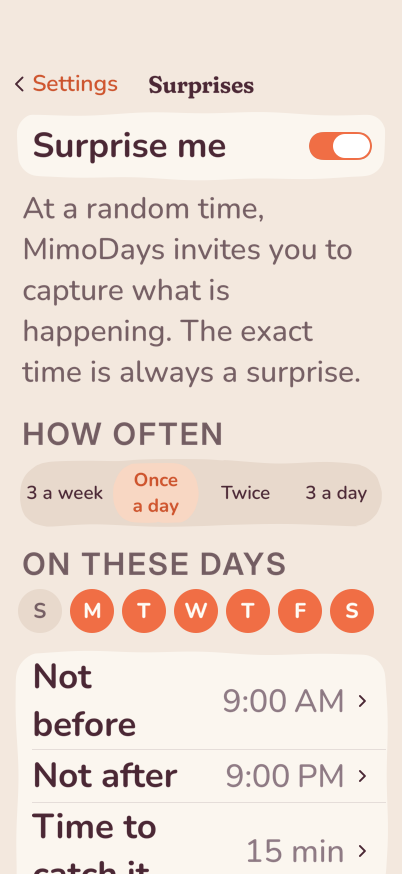 Settings
Surprises
Surprise me
At a random time,
MimoDays invites you to
capture what is
happening. The exact
time is always a surprise.
HOW OFTEN
3 a week
Once
a day
Twice
3 a day
ON THESE DAYS
S M T W T F S
Not
before
9:00 AM
Not after
9:00 PM
Time to
catch it
15 min